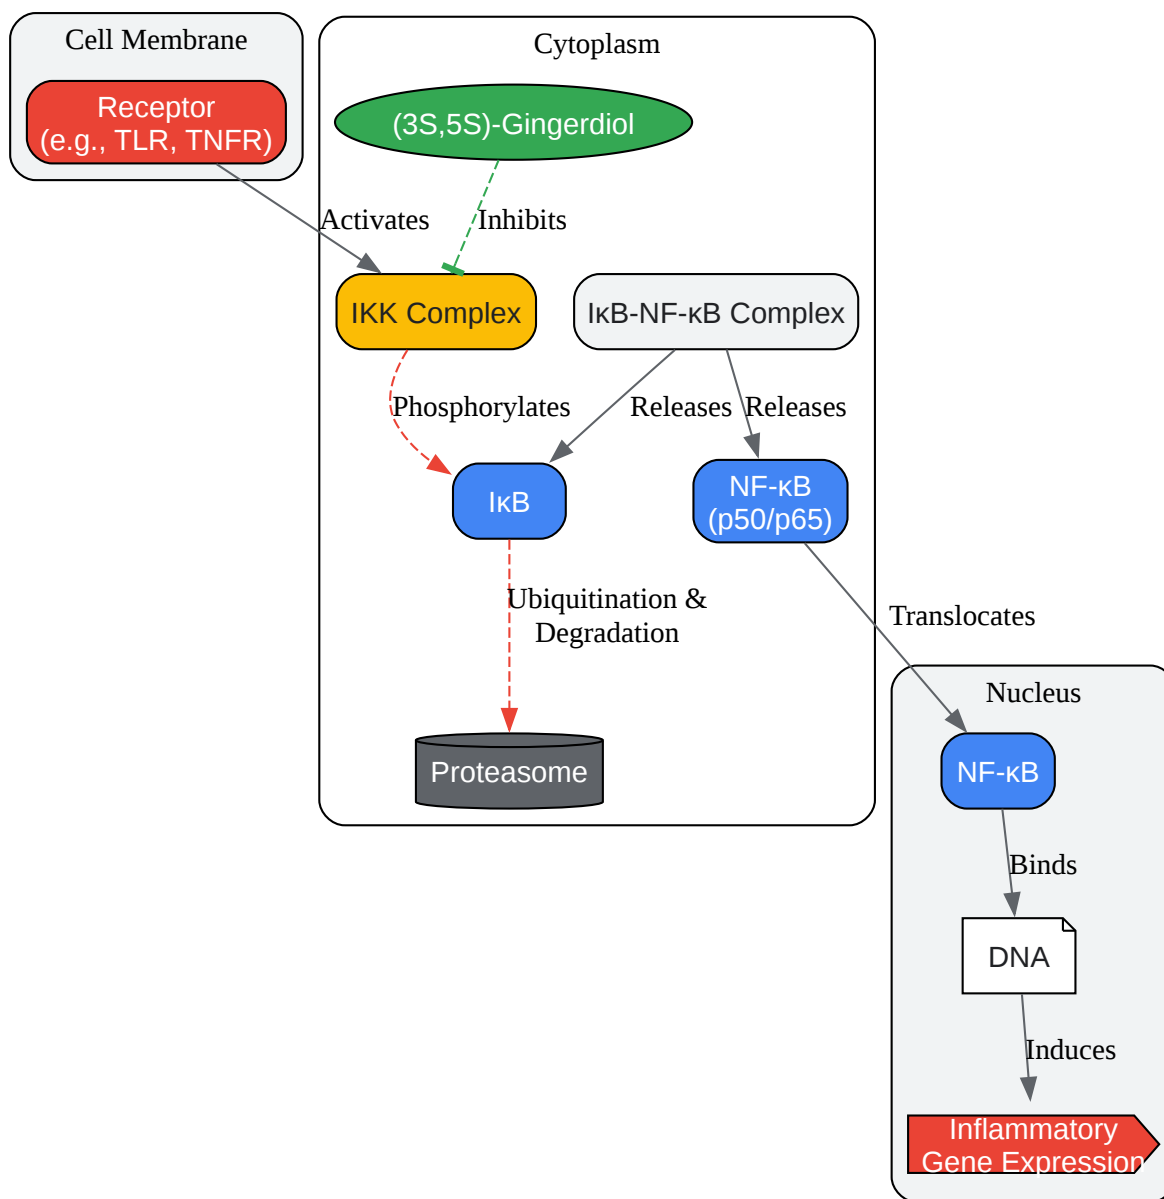 Cell Membrane
Receptor
(e.g., TLR, TNFR)
Cytoplasm
(3S,5S)-Gingerdiol
Activates
Inhibits
IKK Complex
IκB-NF-κB Complex
Phosphorylates
Releases
Releases
IκB
NF-κB
(p50/p65)
Ubiquitination &
Degradation
Translocates
Proteasome
Nucleus
NF-κB
Binds
DNA
Induces
Inflammatory
Gene Expression